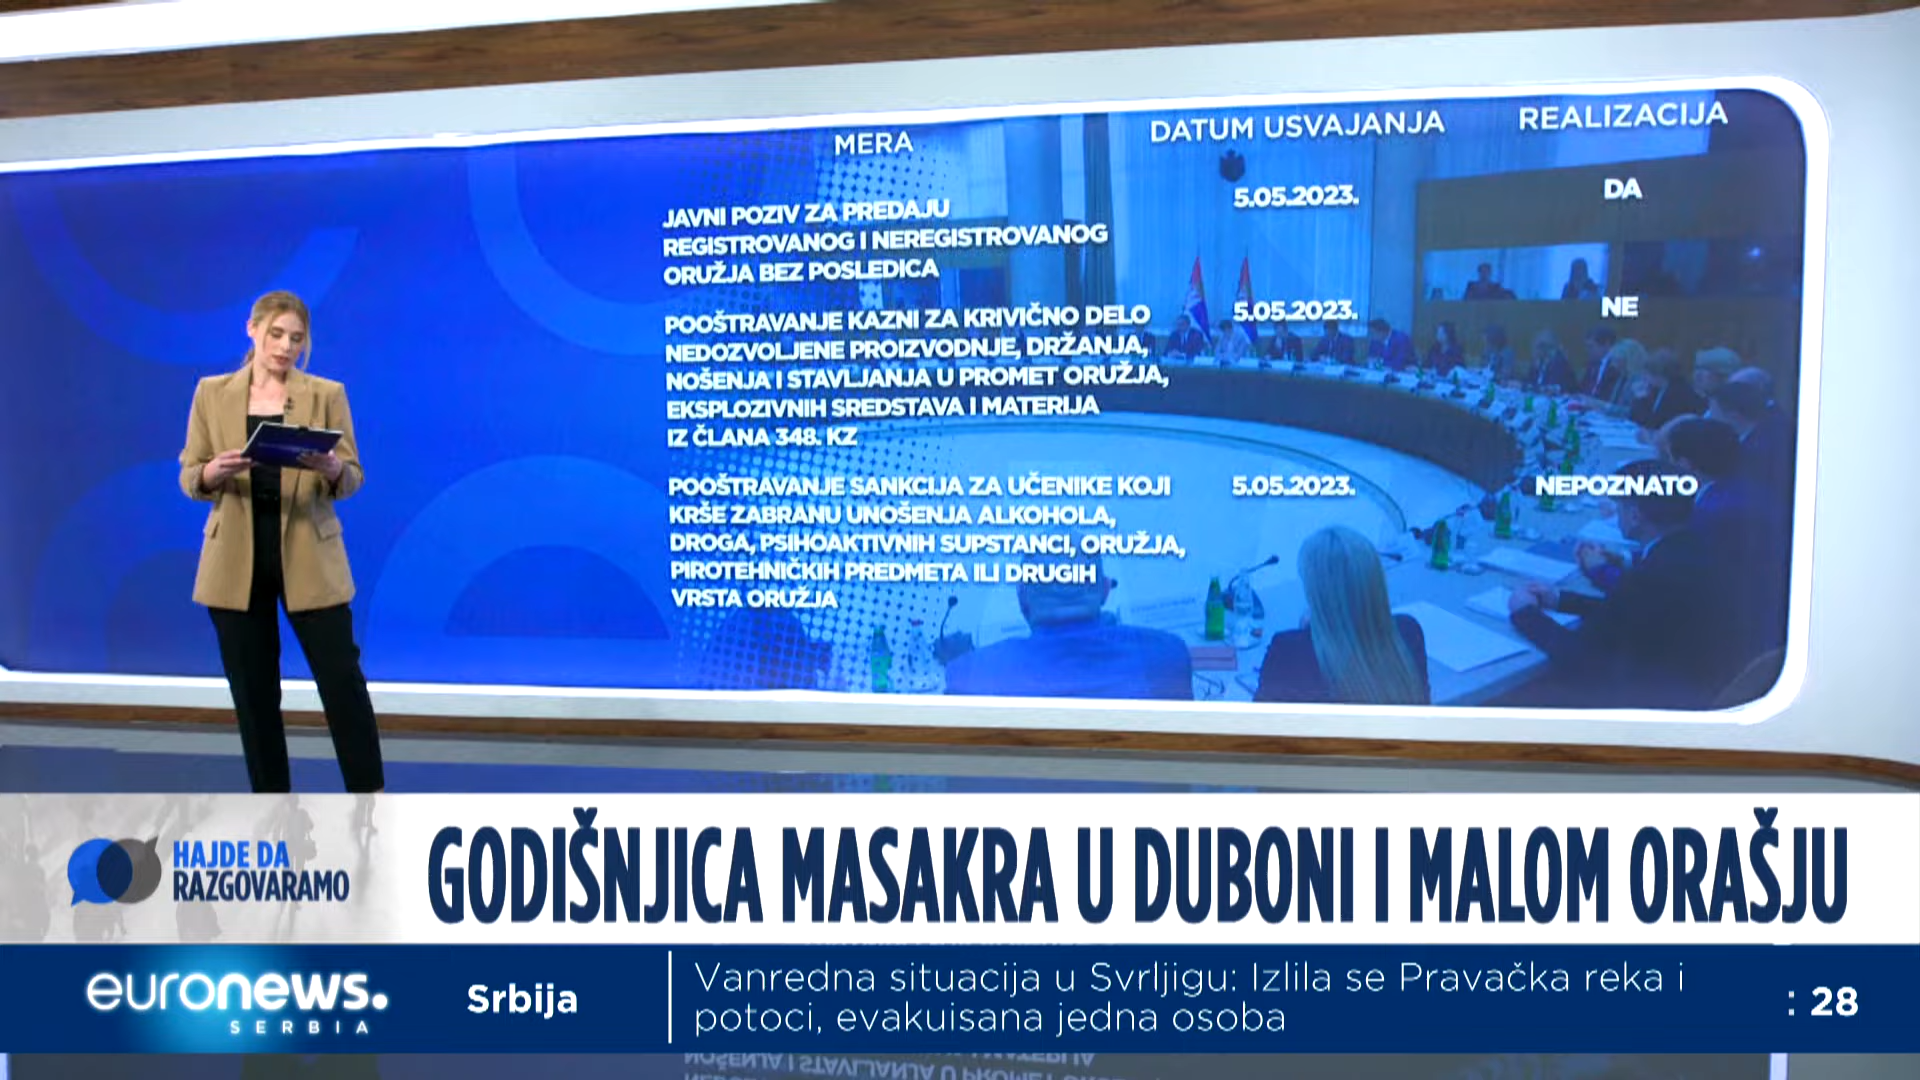 MERA
DATUM USVAJANJA
REALIZACIJA
JAVNI POZIV ZA PREDAJU
REGISTROVANOG I NEREGISTROVANOG
ORUŽJA BEZ POSLEDICA
5.05.2023.
DA
POOŠTRAVANJE KAZNI ZA KRIVIČNO DELO
NEDOZVOLJENE PROIZVODNJE, DRŽANJA,
NOŠENJA I STAVLJANJA U PROMET ORUŽJA,
EKSPLOZIVNIH SREDSTAVA I MATERIJA
IZ ČLANA 348. KZ
5.05.2023.
NE
POOŠTRAVANJE SANKCIJA ZA UČENIKE KOJI
KRŠE ZABRANU UNOŠENJA ALKOHOLA,
DROGA, PSIHOAKTIVNIH SUPSTANCI, ORUŽJA,
PIROTEHNIČKIH PREDMETA ILI DRUGIH
VRSTA ORUŽJA
5.05.2023.
NEPOZNATO
HAJDE DA
RAZGOVARAMO
GODIŠNJICA MASAKRA U DUBONI I MALOM ORAŠJU
euronews.
SERBIA
Srbija
Vanredna situacija u Svrljigu: Izlila se Pravačka reka i
potoci, evakuisana jedna osoba
: 28